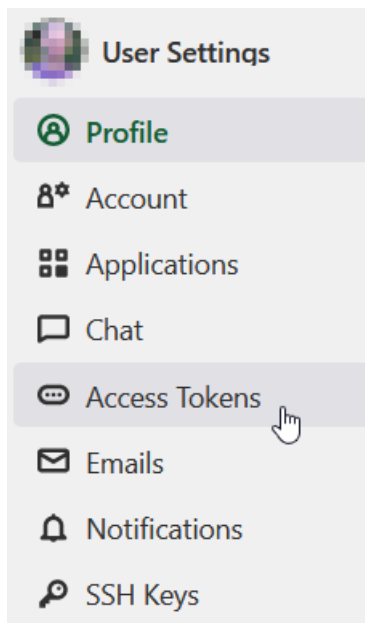 User Settings
Profile
Account
Applications
Chat
Access Tokens
Emails
Notifications
SSH Keys